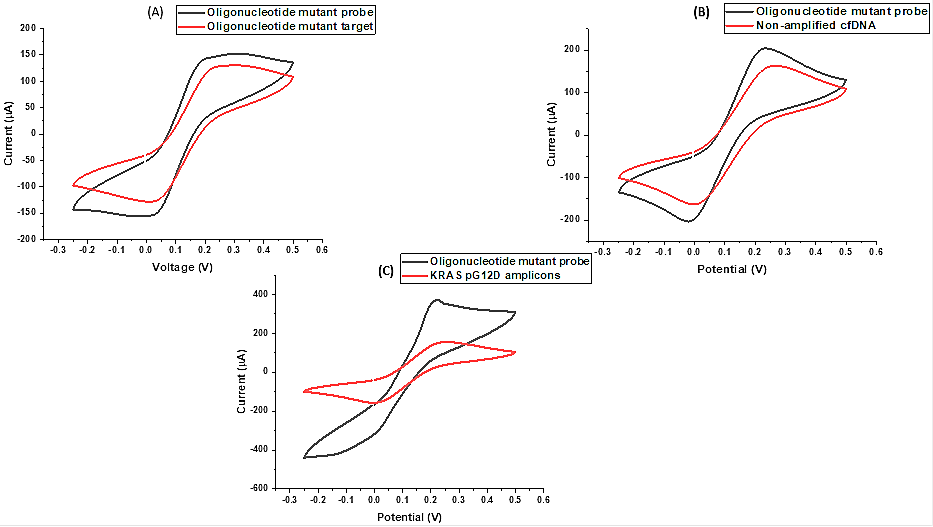 (A)
Oligonucleotide mutant probe
Oligonucleotide mutant target
200
150
100
50
0
-50
-100
-150
-200
Current (µA)
-0.3 -0.2 -0.1 0.0 0.1 0.2 0.3 0.4 0.5 0.6
Voltage (V)
(B)
Oligonucleotide mutant probe
Non-amplified cfDNA
200
100
0
-100
-200
Current (µA)
-0.3 -0.2 -0.1 0.0 0.1 0.2 0.3 0.4 0.5 0.6
Potential (V)
(C)
Oligonucleotide mutant probe
KRAS pG12D amplicons
400
200
0
-200
-400
-600
Current (µA)
-0.3 -0.2 -0.1 0.0 0.1 0.2 0.3 0.4 0.5 0.6
Potential (V)